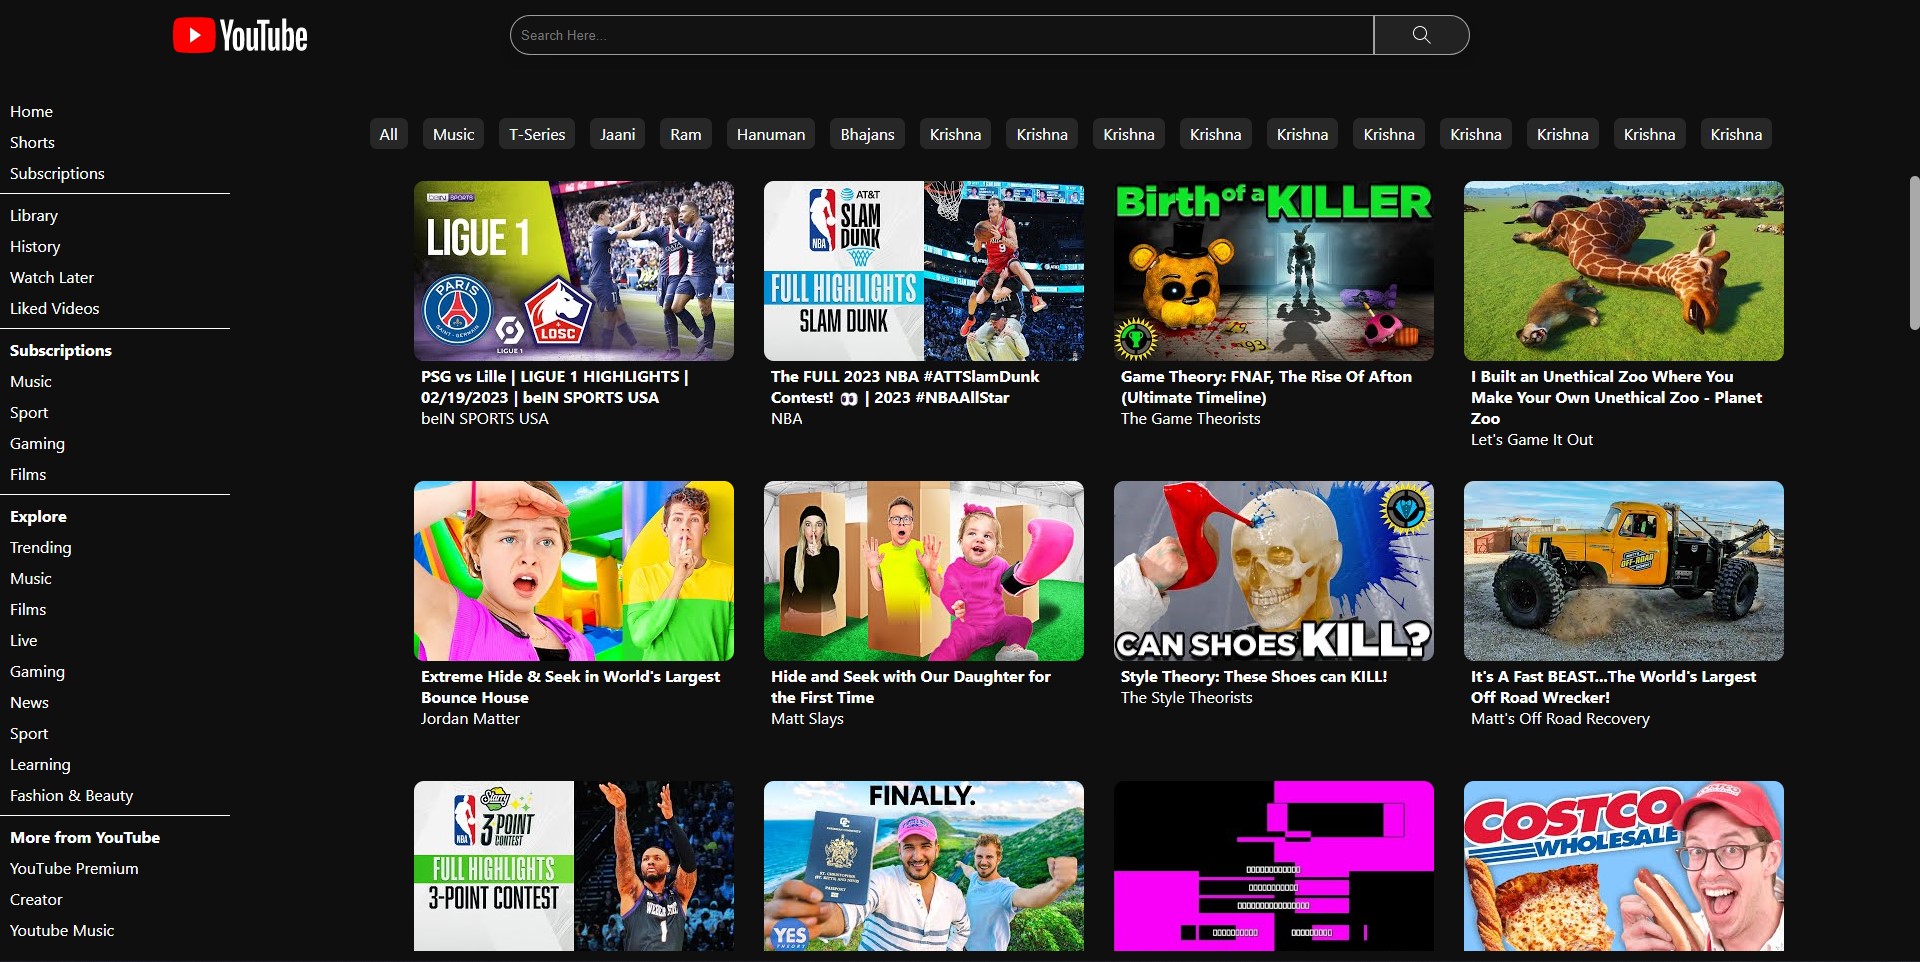 YouTube
Search Here...
Home
Shorts
Subscriptions
Library
History
Watch Later
Liked Videos
Subscriptions
Music
Sport
Gaming
Films
Explore
Trending
Music
Films
Live
Gaming
News
Sport
Learning
Fashion & Beauty
More from YouTube
YouTube Premium
Creator
Youtube Music
All Music T-Series Jaani Ram Hanuman Bhajans Krishna Krishna Krishna Krishna Krishna Krishna Krishna Krishna Krishna Krishna
beIN SPORTS
LIGUE 1
PARIS
SAINT-GERMAIN
LIGUE 1
LOSC
PSG vs Lille | LIGUE 1 HIGHLIGHTS |
02/19/2023 | beIN SPORTS USA
beIN SPORTS USA
NBA
AT&T
SLAM
DUNK
FULL HIGHLIGHTS
SLAM DUNK
The FULL 2023 NBA #ATTSlamDunk
Contest! 👀 | 2023 #NBAAllStar
NBA
Birth of a KILLER
'93
Game Theory: FNAF, The Rise Of Afton
(Ultimate Timeline)
The Game Theorists
I Built an Unethical Zoo Where You
Make Your Own Unethical Zoo - Planet
Zoo
Let's Game It Out
Extreme Hide & Seek in World's Largest
Bounce House
Jordan Matter
Hide and Seek with Our Daughter for
the First Time
Matt Slays
CAN SHOES KILL?
Style Theory: These Shoes can KILL!
The Style Theorists
OFF-ROAD
It's A Fast BEAST...The World's Largest
Off Road Wrecker!
Matt's Off Road Recovery
NBA
Starry
3 POINT
CONTEST
FULL HIGHLIGHTS
3-POINT CONTEST
WEBER ST
1
FINALLY.
PASSPORT
YES
THEORY
COSTCO
WHOLESALE